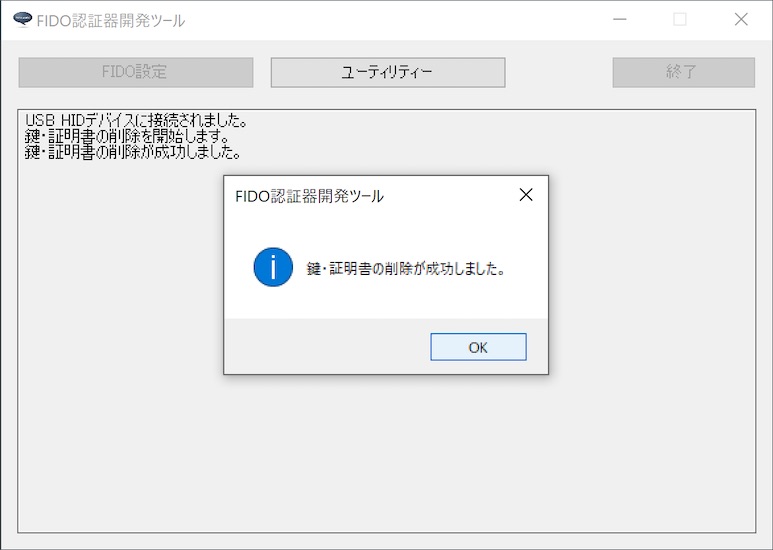 FIDO認証器開発ツール
FIDO設定
ユーティリティー
終了
USB HIDデバイスに接続されました。
鍵・証明書の削除を開始します。
鍵・証明書の削除が成功しました。
FIDO認証器開発ツール
鍵・証明書の削除が成功しました。
OK